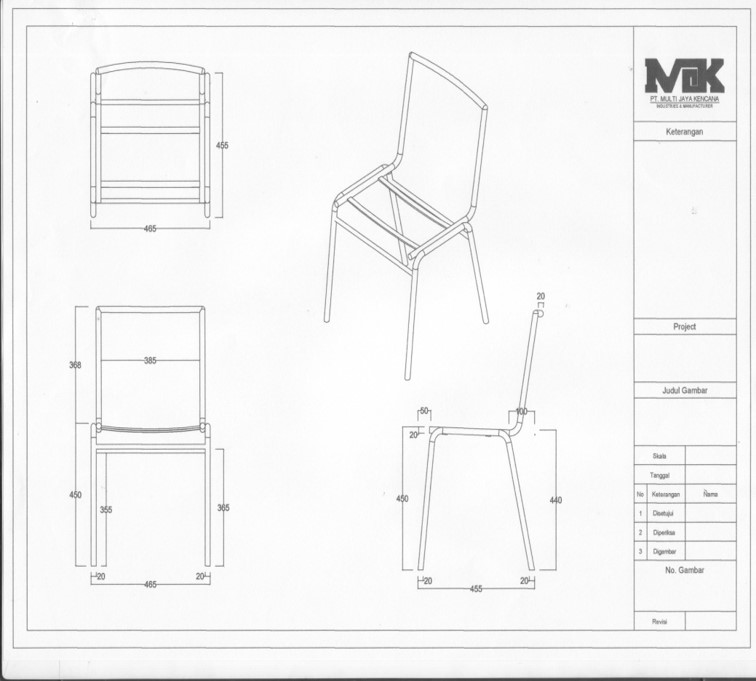 455
465
368
385
450
355
365
20
20
465
20
50
100
20
450
440
20
20
455
MJK
PT. MULTI JAYA KENCANA
INDUSTRIES & MANUFACTURER
Keterangan
Project
Judul Gambar
Skala
Tanggal
No Keterangan Nama
1 Disetujui
2 Diperiksa
3 Digambar
No. Gambar
Revisi